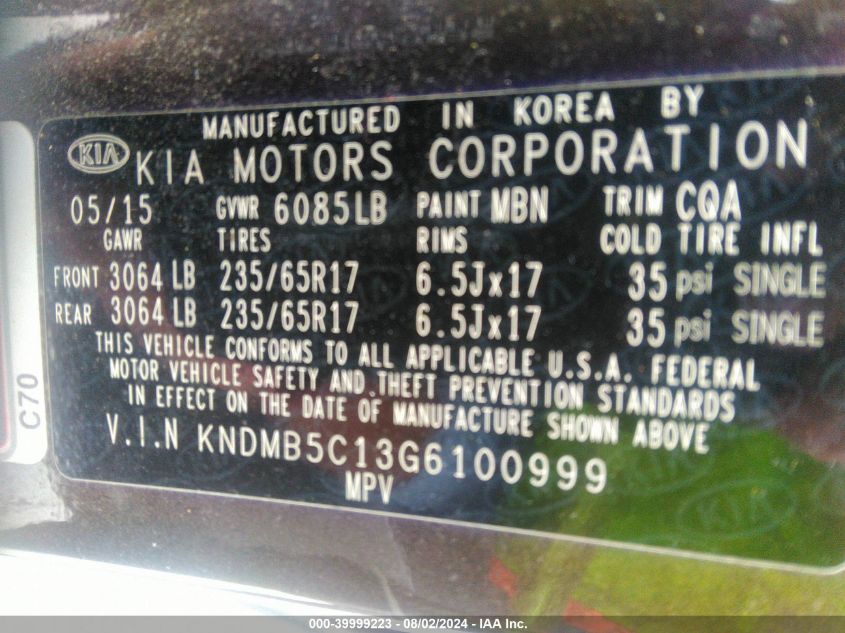 MANUFACTURED IN KOREA BY
KIA KIA MOTORS CORPORATION
05/15 GVWR 6085LB PAINT MBN TRIM CQA
GAWR TIRES RIMS COLD TIRE INFL
FRONT 3064 LB 235/65R17 6.5Jx17 35 psi SINGLE
REAR 3064 LB 235/65R17 6.5Jx17 35 psi SINGLE
THIS VEHICLE CONFORMS TO ALL APPLICABLE U.S.A. FEDERAL
MOTOR VEHICLE SAFETY AND THEFT PREVENTION STANDARDS
IN EFFECT ON THE DATE OF MANUFACTURE SHOWN ABOVE
V.I.N KNDMB5C13G6100999
MPV
C70
KIA
000-39999223 - 08/02/2024 - IAAI Inc.